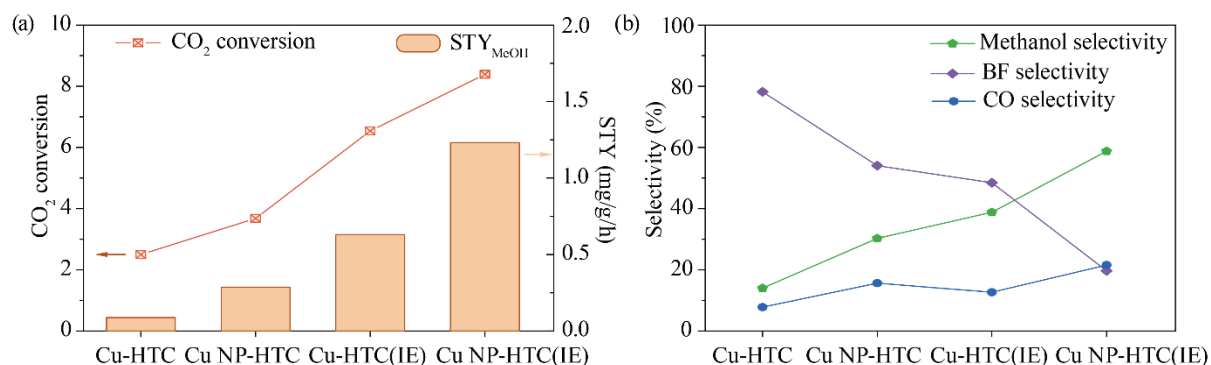 (a)
CO₂ conversion
STY_MeOH
10
8
6
4
2
0
CO₂ conversion
2.0
1.5
1.0
0.5
0.0
STY (mg/g/h)
Cu-HTC Cu NP-HTC Cu-HTC(IE) Cu NP-HTC(IE)
(b)
Methanol selectivity
BF selectivity
CO selectivity
100
80
60
40
20
0
Selectivity (%)
Cu-HTC Cu NP-HTC Cu-HTC(IE) Cu NP-HTC(IE)